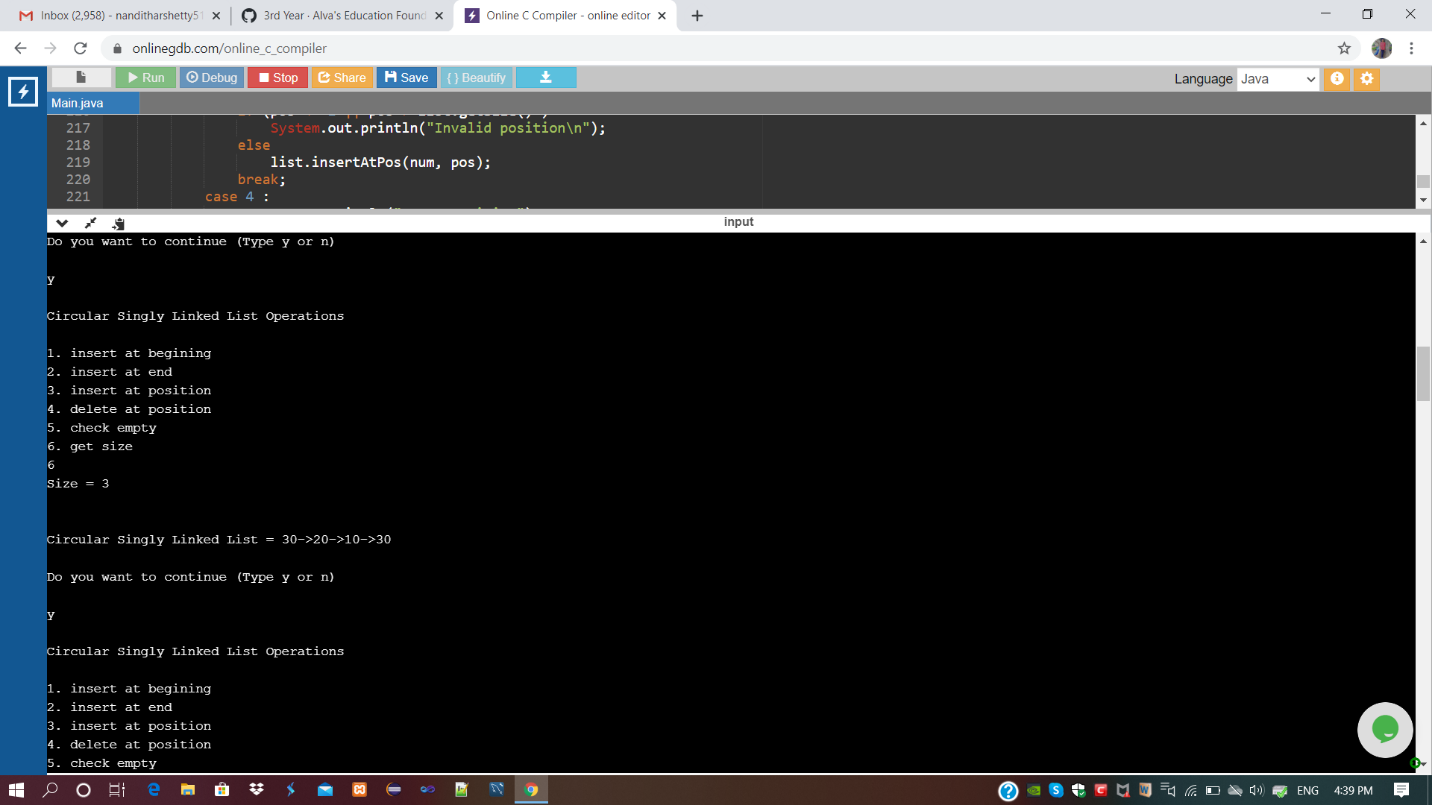 Inbox (2,958) - nanditharshetty51
3rd Year · Alva's Education Found
Online C Compiler - online editor
onlinegdb.com/online_c_compiler
Run Debug Stop Share Save { } Beautify Language Java
Main.java
217 System.out.println("Invalid position\n");
218 else
219 list.insertAtPos(num, pos);
220 break;
221 case 4 :
input
Do you want to continue (Type y or n)
y
Circular Singly Linked List Operations
1. insert at begining
2. insert at end
3. insert at position
4. delete at position
5. check empty
6. get size
6
Size = 3
Circular Singly Linked List = 30->20->10->30
Do you want to continue (Type y or n)
y
Circular Singly Linked List Operations
1. insert at begining
2. insert at end
3. insert at position
4. delete at position
5. check empty
ENG 4:39 PM